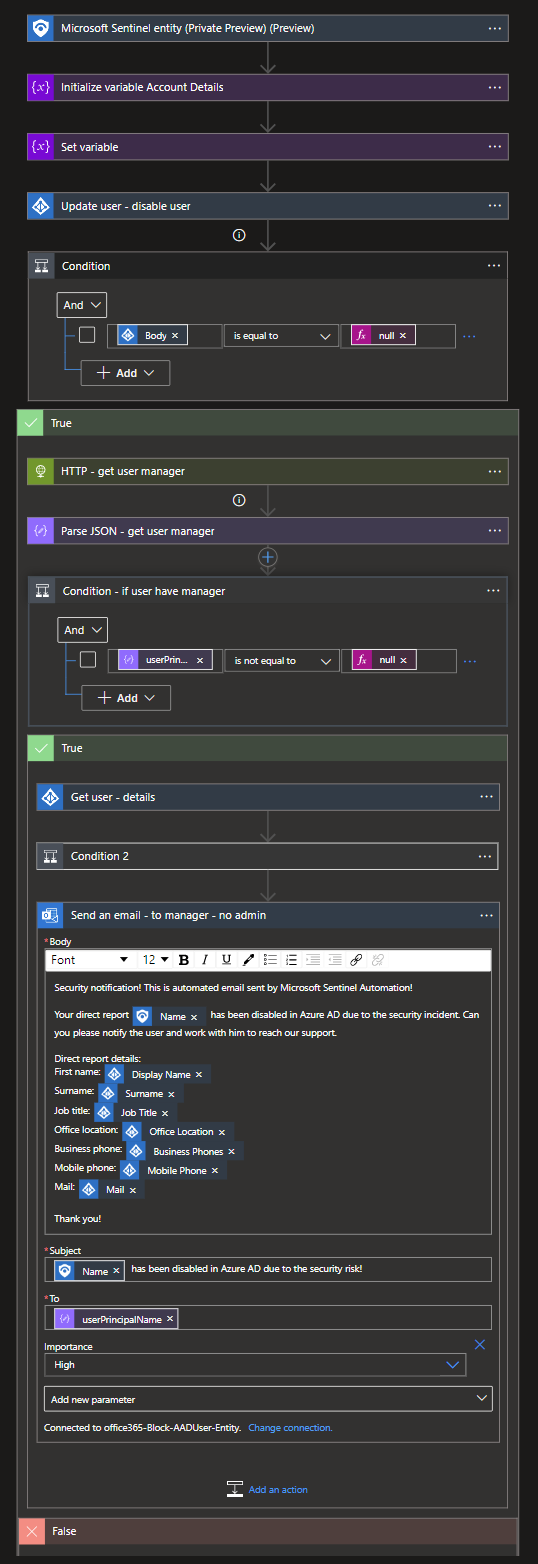 Microsoft Sentinel entity (Private Preview) (Preview)
{x} Initialize variable Account Details
{x} Set variable
Update user - disable user
Condition
And
Body × is equal to fx null ×
+ Add
True
HTTP - get user manager
Parse JSON - get user manager
Condition - if user have manager
And
userPrin... × is not equal to fx null ×
+ Add
True
Get user - details
Condition 2
Send an email - to manager - no admin
* Body
Font 12 B I U
Security notification! This is automated email sent by Microsoft Sentinel Automation!
Your direct report Name × has been disabled in Azure AD due to the security incident. Can
you please notify the user and work with him to reach our support.
Direct report details:
First name: Display Name ×
Surname: Surname ×
Job title: Job Title ×
Office location: Office Location ×
Business phone: Business Phones ×
Mobile phone: Mobile Phone ×
Mail: Mail ×
Thank you!
* Subject
Name × has been disabled in Azure AD due to the security risk!
* To
userPrincipalName ×
Importance
High
Add new parameter
Connected to office365-Block-AADUser-Entity. Change connection.
Add an action
False